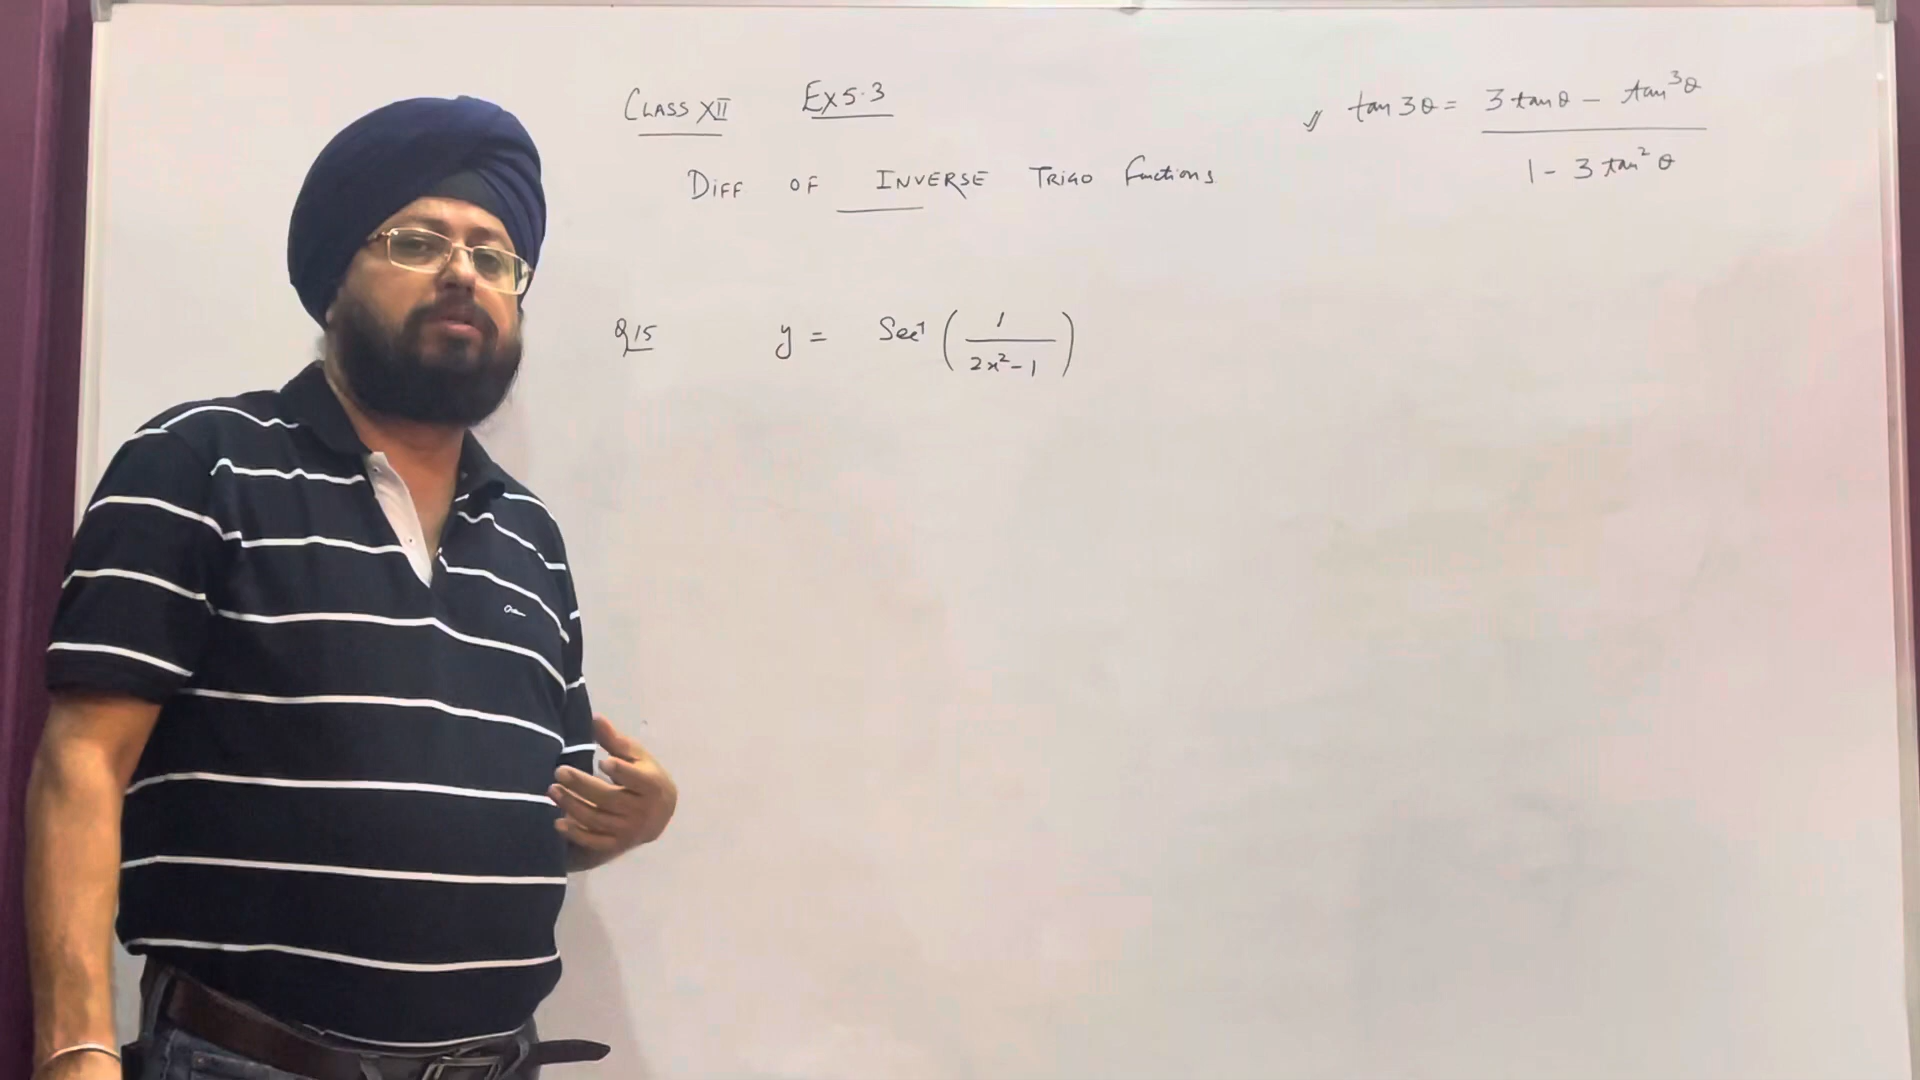 CLASS XII Ex 5.3
DIFF OF INVERSE TRIGO Functions
tan 3θ = 3 tan θ - tan³θ
1 - 3 tan² θ
Q15 y = Sec⁻¹ ( 1 / 2x² - 1 )